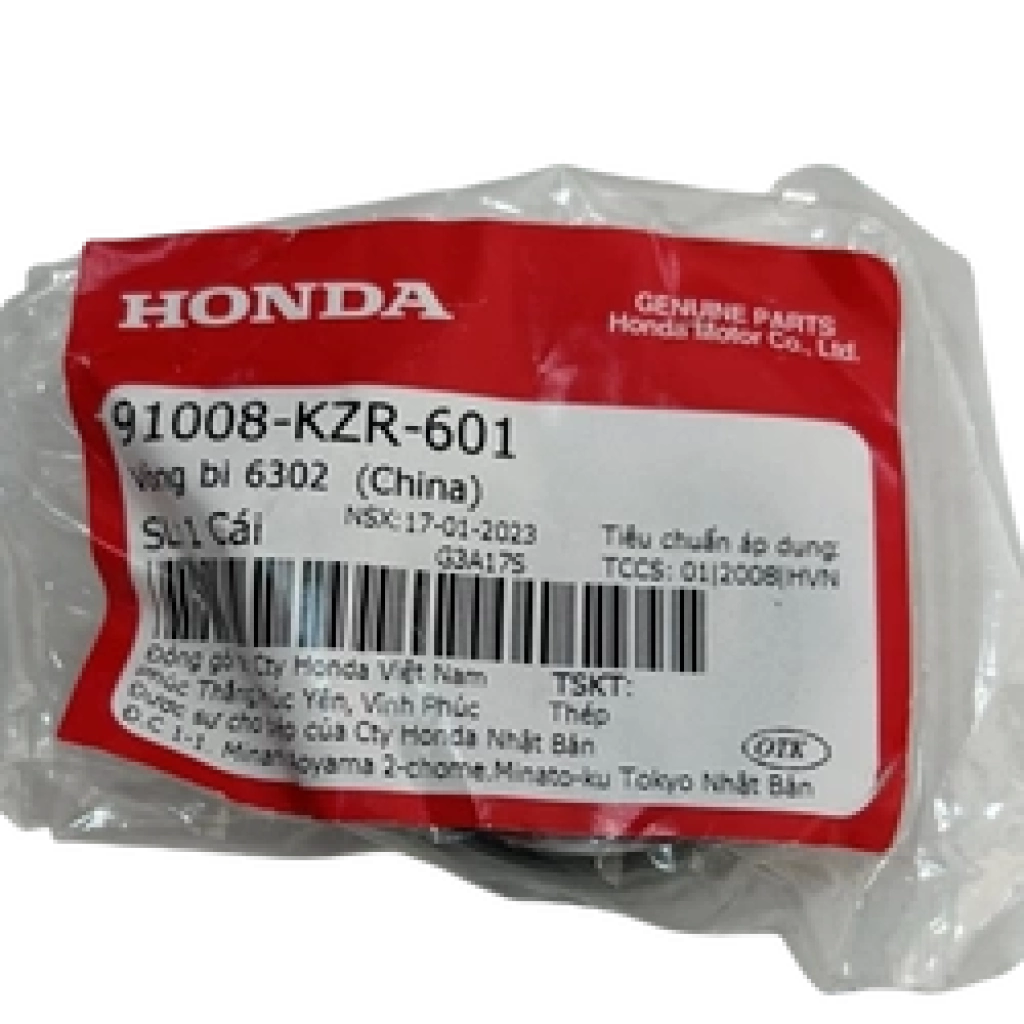 HONDA
GENUINE PARTS
Honda Motor Co., Ltd.
91008-KZR-601
Vòng bi 6302 (China)
SL:1 Cái
NSX: 17-01-2023
G3A17S
Tiêu chuẩn áp dụng:
TCCS: 01|2008|HVN
Đóng gói: Cty Honda Việt Nam
Phúc Thắng, Phúc Yên, Vĩnh Phúc
TSKT:
Thép
Được sự cho phép của Cty Honda Nhật Bản
Đ.C 1-1, Minamiaoyama 2-chome,Minato-ku Tokyo Nhật Bản
OTK